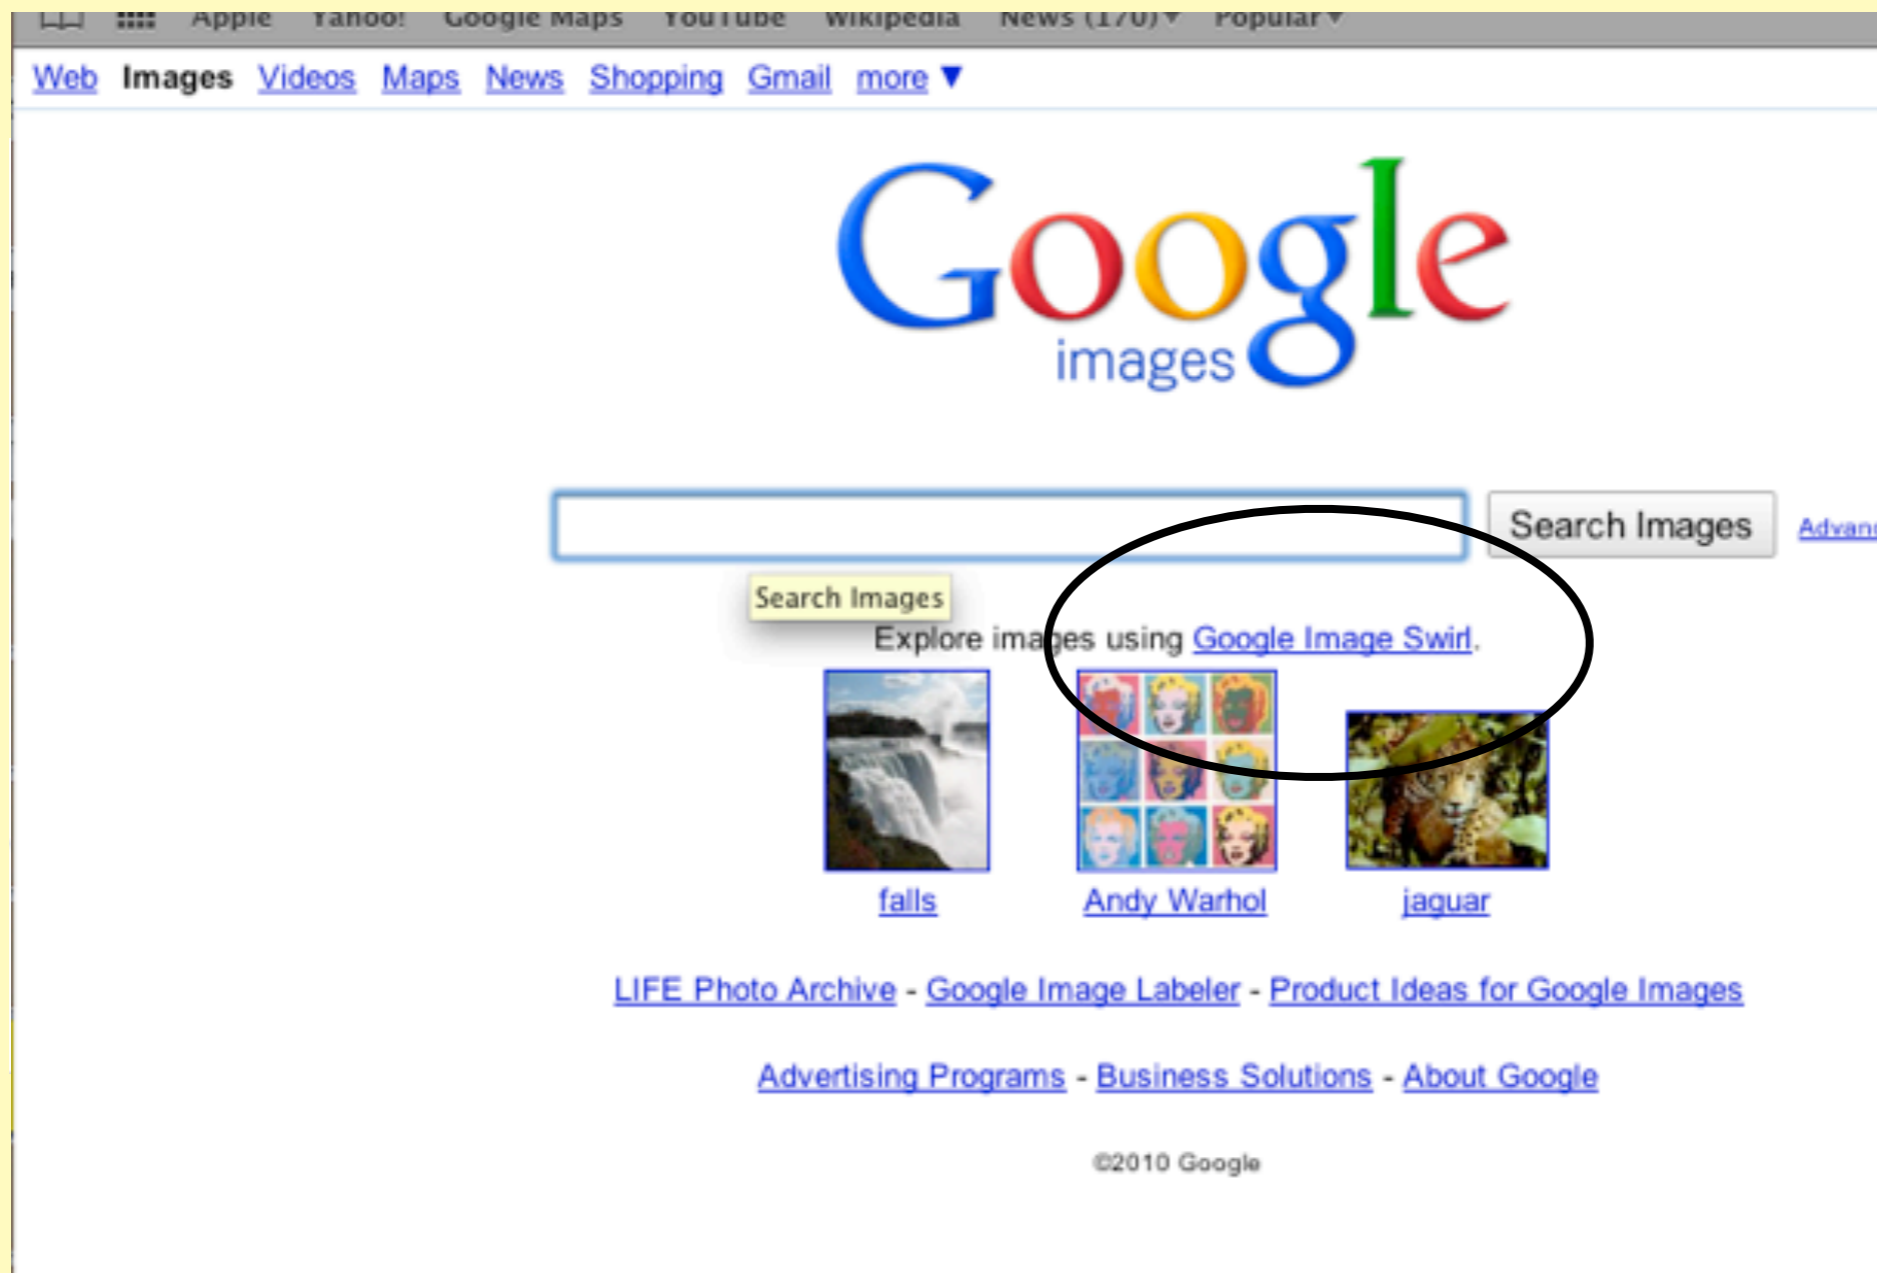 Apple Yahoo! Google Maps YouTube Wikipedia News (170)▾ Popular▾
Web Images Videos Maps News Shopping Gmail more ▼
Google
images
Search Images
Search Images
Explore images using Google Image Swirl.
falls Andy Warhol jaguar
LIFE Photo Archive - Google Image Labeler - Product Ideas for Google Images
Advertising Programs - Business Solutions - About Google
©2010 Google